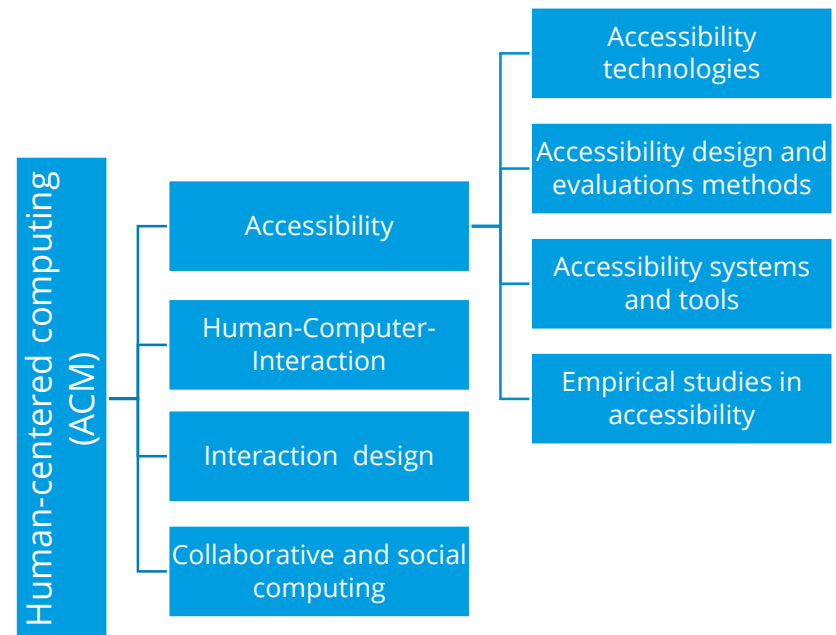 Human-centered computing
(ACM)
Accessibility
Human-Computer-
Interaction
Interaction  design
Collaborative and social
computing
Accessibility
technologies
Accessibility design and
evaluations methods
Accessibility systems
and tools
Empirical studies in
accessibility